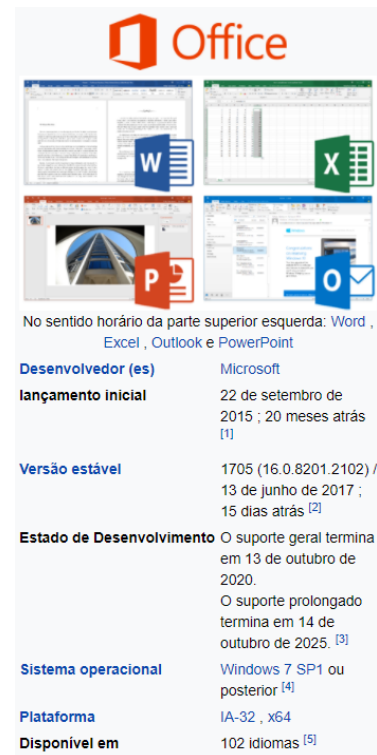 Office
W
X
P
O
No sentido horário da parte superior esquerda: Word ,
Excel , Outlook e PowerPoint
Desenvolvedor (es) Microsoft
lançamento inicial 22 de setembro de
2015 ; 20 meses atrás
[1]
Versão estável 1705 (16.0.8201.2102) /
13 de junho de 2017 ;
15 dias atrás [2]
Estado de Desenvolvimento O suporte geral termina
em 13 de outubro de
2020.
O suporte prolongado
termina em 14 de
outubro de 2025. [3]
Sistema operacional Windows 7 SP1 ou
posterior [4]
Plataforma IA-32 , x64
Disponível em 102 idiomas [5]